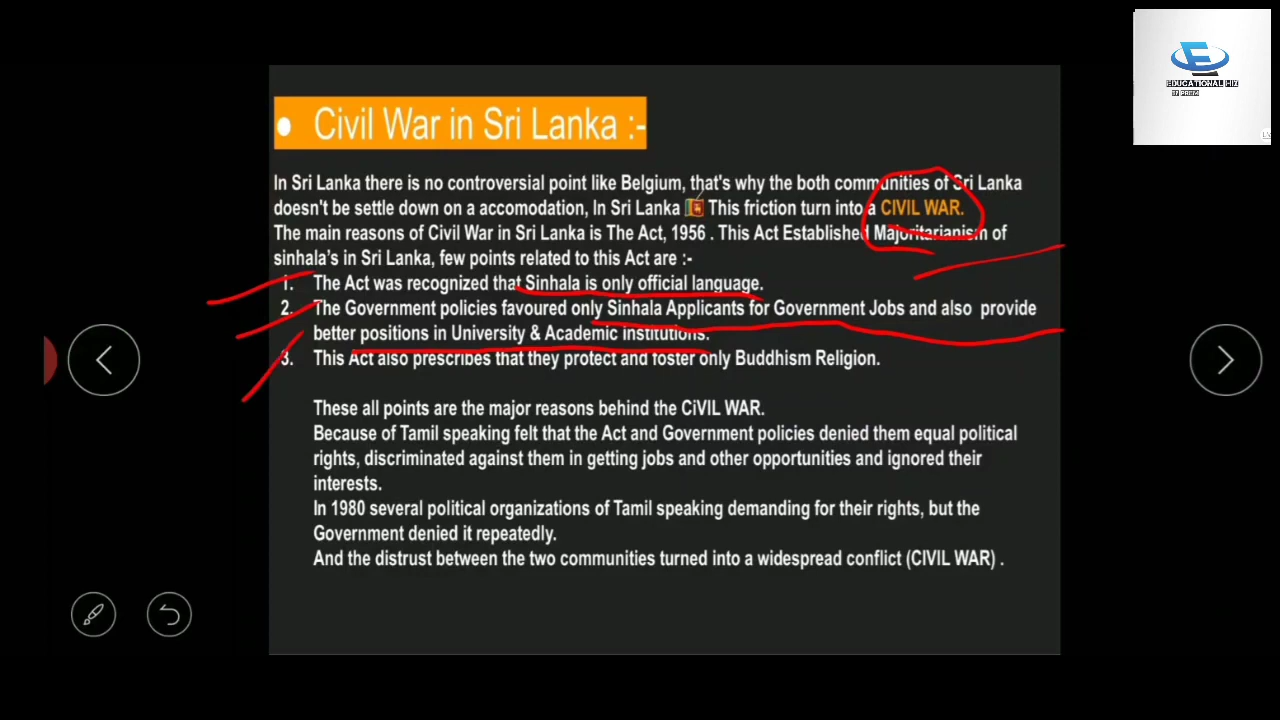 EDUCATIONAL HIZ
BY PREM
● Civil War in Sri Lanka :-
In Sri Lanka there is no controversial point like Belgium, that's why the both communities of Sri Lanka
doesn't be settle down on a accomodation, In Sri Lanka 🇱🇰 This friction turn into a CIVIL WAR.
The main reasons of Civil War in Sri Lanka is The Act, 1956 . This Act Established Majoritarianism of
sinhala's in Sri Lanka, few points related to this Act are :-
1. The Act was recognized that Sinhala is only official language.
2. The Government policies favoured only Sinhala Applicants for Government Jobs and also provide
better positions in University & Academic institutions.
3. This Act also prescribes that they protect and foster only Buddhism Religion.
These all points are the major reasons behind the CiVIL WAR.
Because of Tamil speaking felt that the Act and Government policies denied them equal political
rights, discriminated against them in getting jobs and other opportunities and ignored their
interests.
In 1980 several political organizations of Tamil speaking demanding for their rights, but the
Government denied it repeatedly.
And the distrust between the two communities turned into a widespread conflict (CIVIL WAR) .